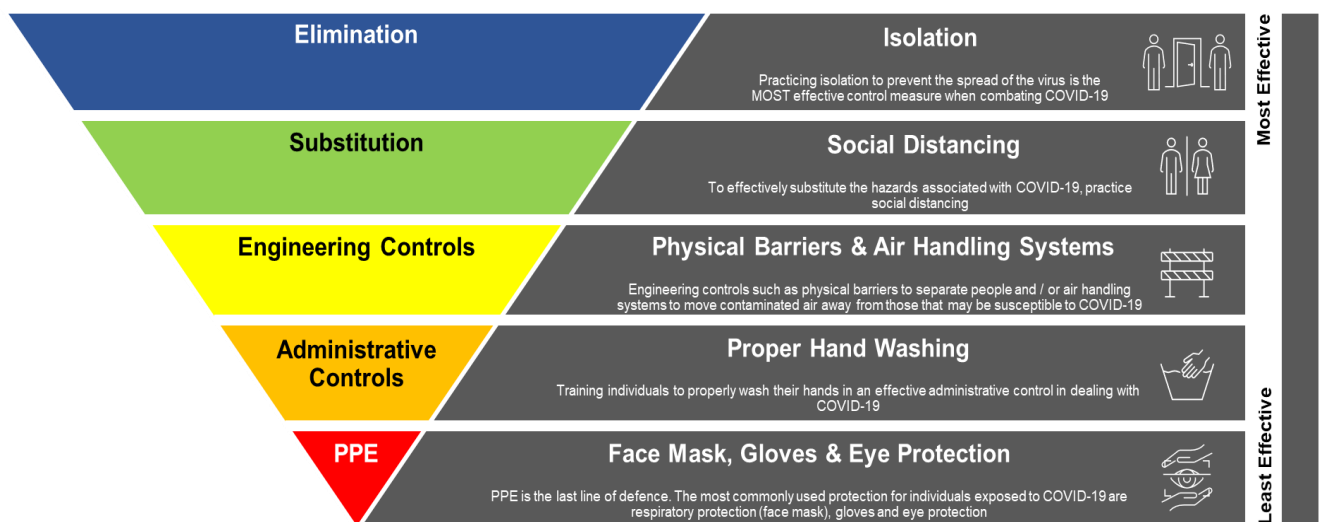 Elimination
Isolation
Practicing isolation to prevent the spread of the virus is the
MOST effective control measure when combating COVID-19
Most Effective
Substitution
Social Distancing
To effectively substitute the hazards associated with COVID-19, practice
social distancing
Engineering Controls
Physical Barriers & Air Handling Systems
Engineering controls such as physical barriers to separate people and / or air handling
systems to move contaminated air away from those that may be susceptible to COVID-19
Administrative
Controls
Proper Hand Washing
Training individuals to properly wash their hands in an effective administrative control in dealing with
COVID-19
PPE
Face Mask, Gloves & Eye Protection
PPE is the last line of defence. The most commonly used protection for individuals exposed to COVID-19 are
respiratory protection (face mask), gloves and eye protection
Least Effective